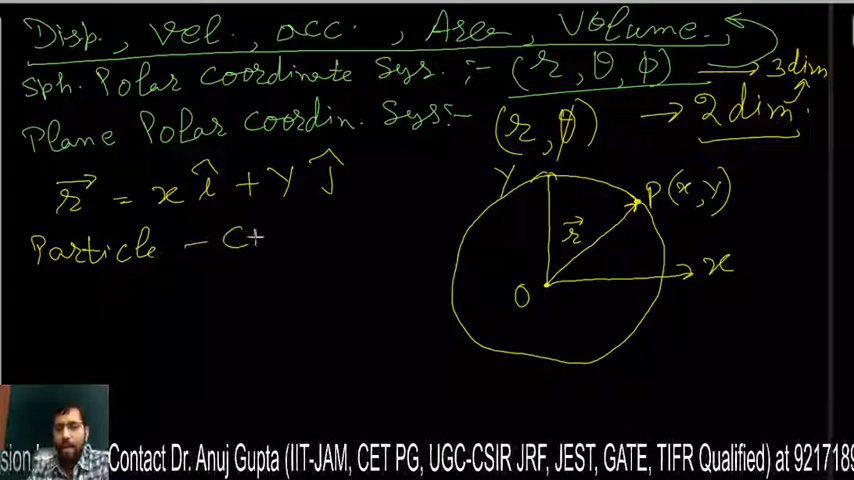 Disp., vel., acc., Area, Volume.
Sph. Polar coordinate Sys. :- (r, θ, ϕ) → 3 dim
Plane Polar coordin. Sys:- (r, ϕ) → 2 dim.
r⃗ = x î + y ĵ
Particle - C
Y
P(x, y)
r⃗
O
x
Contact Dr. Anuj Gupta (IIT-JAM, CET PG, UGC-CSIR JRF, JEST, GATE, TIFR Qualified) at 9217189